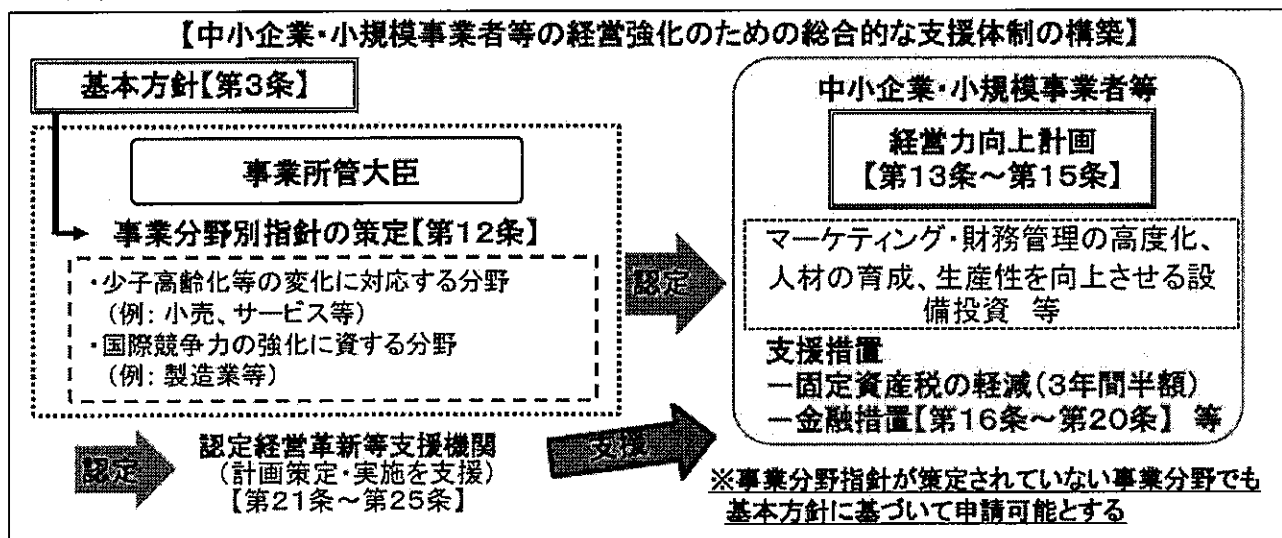 【中小企業・小規模事業者等の経営強化のための総合的な支援体制の構築】
基本方針【第3条】
事業所管大臣
事業分野別指針の策定【第12条】
・少子高齢化等の変化に対応する分野
(例：小売、サービス等)
・国際競争力の強化に資する分野
(例：製造業等)
認定
認定経営革新等支援機関
(計画策定・実施を支援)
【第21条～第25条】
認定
支援
中小企業・小規模事業者等
経営力向上計画
【第13条～第15条】
マーケティング・財務管理の高度化、
人材の育成、生産性を向上させる設
備投資 等
支援措置
ー固定資産税の軽減(3年間半額)
ー金融措置【第16条～第20条】 等
※事業分野指針が策定されていない事業分野でも
基本方針に基づいて申請可能とする